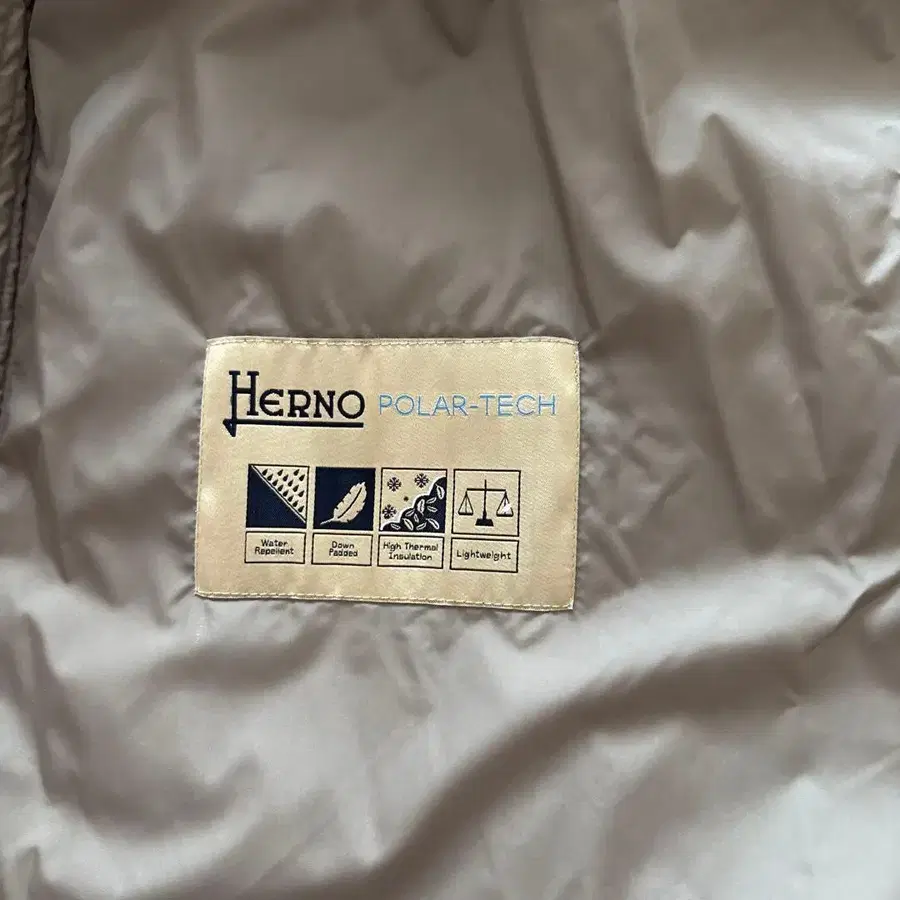 HERNO POLAR-TECH
Water
Repellent
Down
Padded
High Thermal
Insulation
Lightweight